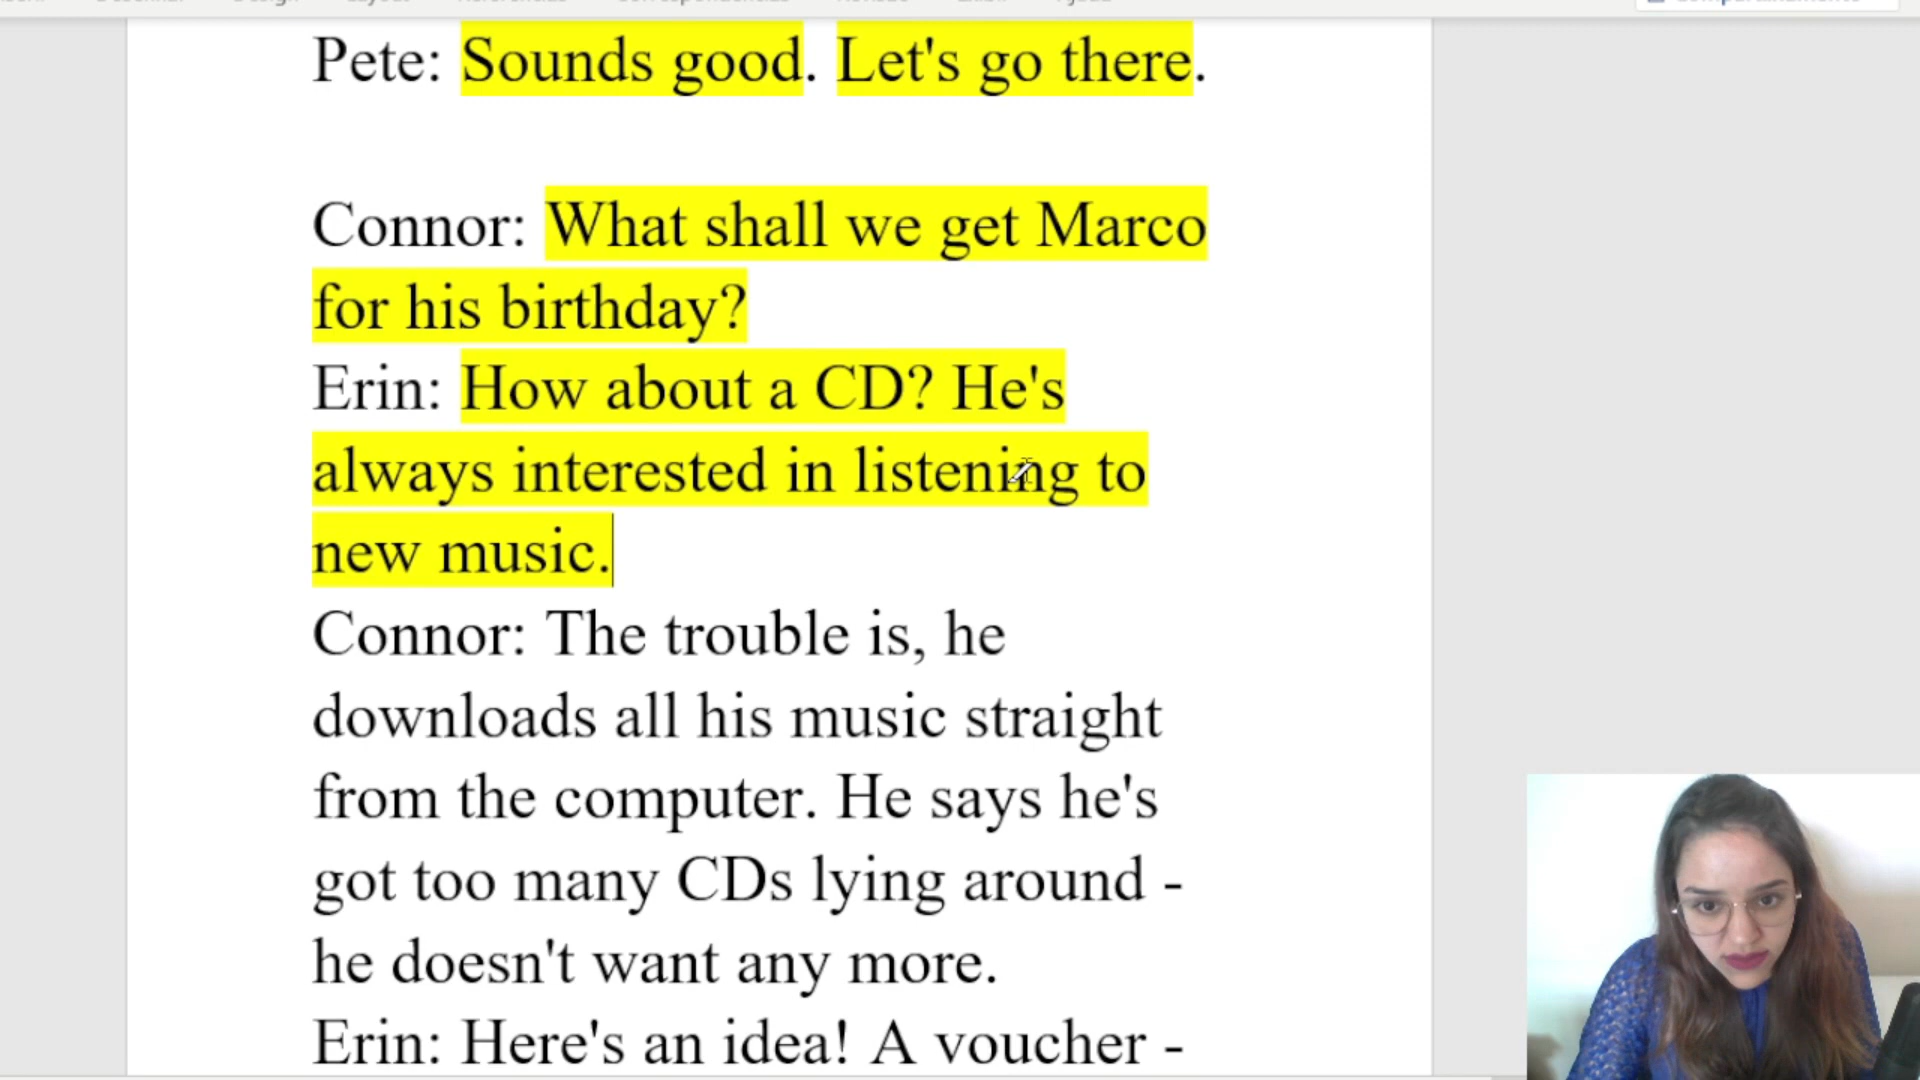 Pete: Sounds good. Let's go there.
Connor: What shall we get Marco
for his birthday?
Erin: How about a CD? He's
always interested in listening to
new music.
Connor: The trouble is, he
downloads all his music straight
from the computer. He says he's
got too many CDs lying around -
he doesn't want any more.
Erin: Here's an idea! A voucher -